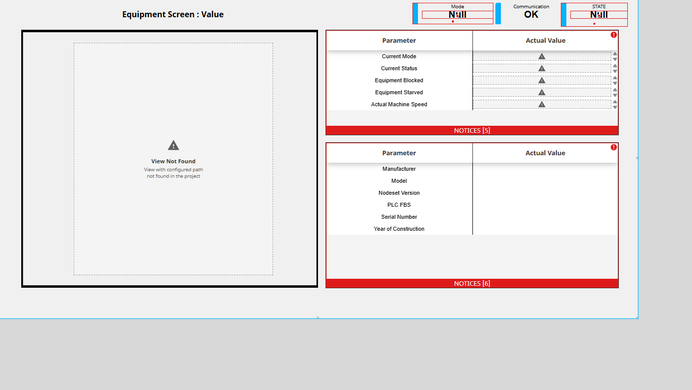 Equipment Screen : Value
Mode
Null
Communication
OK
STATE
Null
Parameter
Actual Value
Current Mode
Current Status
Equipment Blocked
Equipment Starved
Actual Machine Speed
NOTICES [5]
View Not Found
View with configured path
not found in the project
Parameter
Actual Value
Manufacturer
Model
Nodeset Version
PLC FBS
Serial Number
Year of Construction
NOTICES [6]